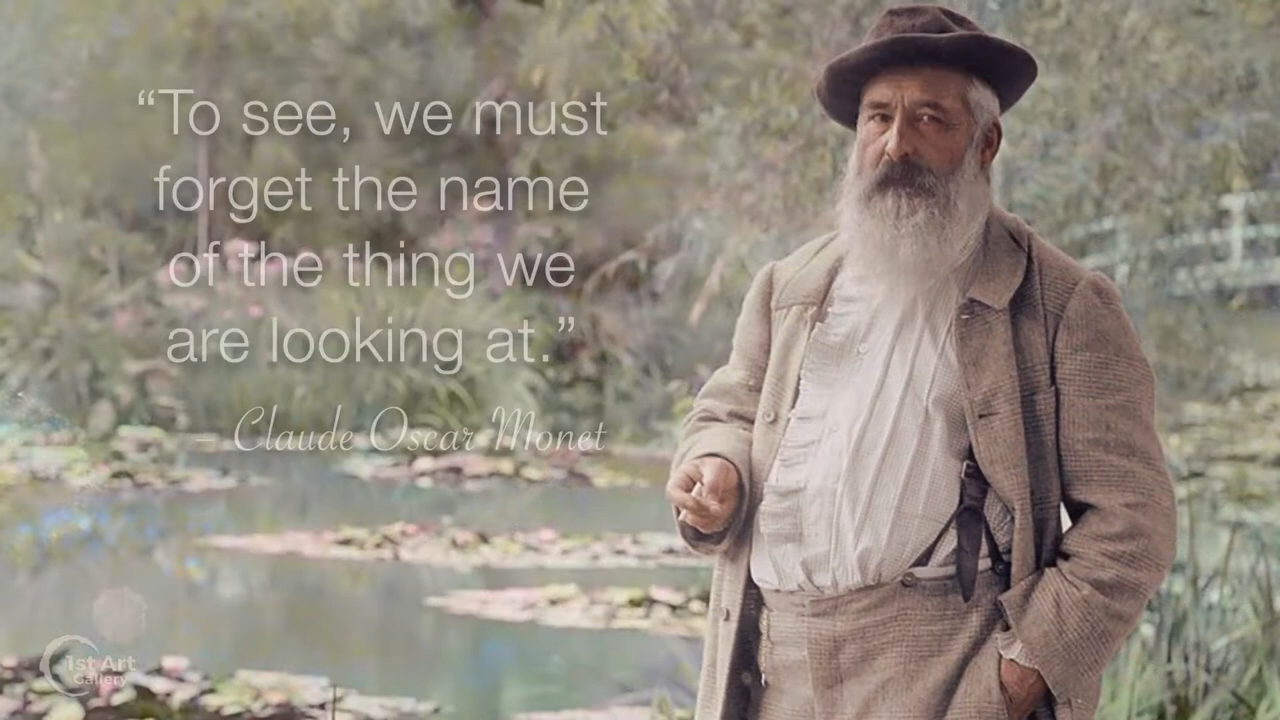 “To see, we must
forget the name
of the thing we
are looking at.”
– Claude Oscar Monet
1st Art
Gallery